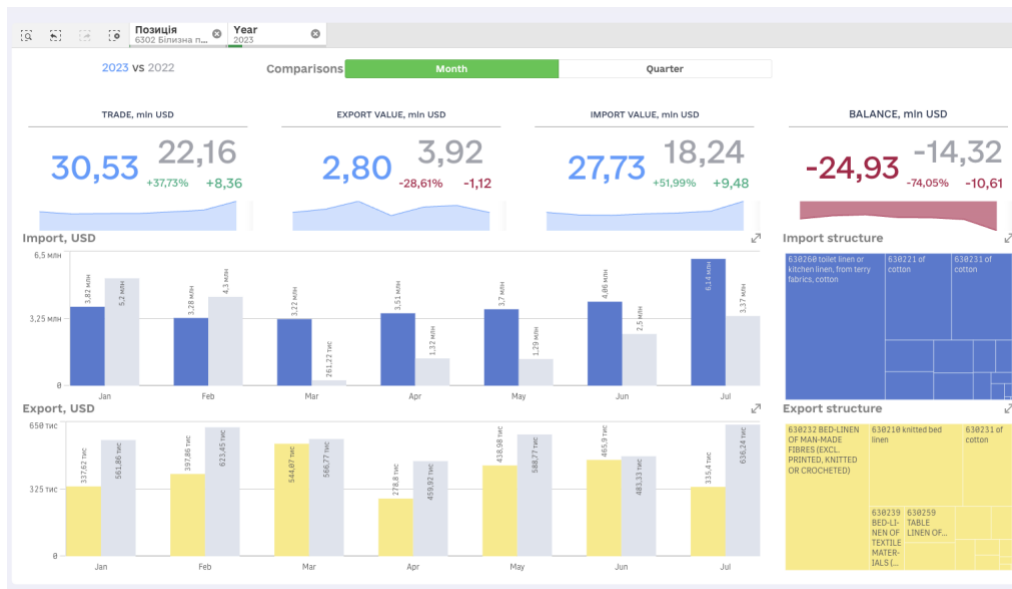 Позиція
6302 Білизна п...
Year
2023
2023 vs 2022
Comparisons
Month
Quarter
TRADE, mln USD
30,53
22,16
+37,73%
+8,36
EXPORT VALUE, mln USD
2,80
3,92
-28,61%
-1,12
IMPORT VALUE, mln USD
27,73
18,24
+51,99%
+9,48
BALANCE, mln USD
-24,93
-14,32
-74,05%
-10,61
Import, USD
6,5 млн
3,25 млн
0
3,82 млн
5,2 млн
3,28 млн
4,3 млн
3,22 млн
261,22 тис
3,51 млн
1,32 млн
3,7 млн
1,29 млн
4,06 млн
2,5 млн
6,14 млн
3,37 млн
Jan
Feb
Mar
Apr
May
Jun
Jul
Import structure
630260 toilet linen or
kitchen linen, from terry
fabrics, cotton
630221 of
cotton
630231 of
cotton
Export, USD
650 тис
325 тис
0
337,62 тис
561,86 тис
397,86 тис
623,45 тис
544,07 тис
566,77 тис
278,8 тис
459,92 тис
438,98 тис
588,77 тис
465,9 тис
483,33 тис
335,4 тис
636,24 тис
Jan
Feb
Mar
Apr
May
Jun
Jul
Export structure
630232 BED-LINEN
OF MAN-MADE
FIBRES (EXCL.
PRINTED, KNITTED
OR CROCHETED)
630210 knitted bed
linen
630231 of
cotton
630239
BED-LI-
NEN OF
TEXTILE
MATER-
IALS (...
630259
TABLE
LINEN OF...